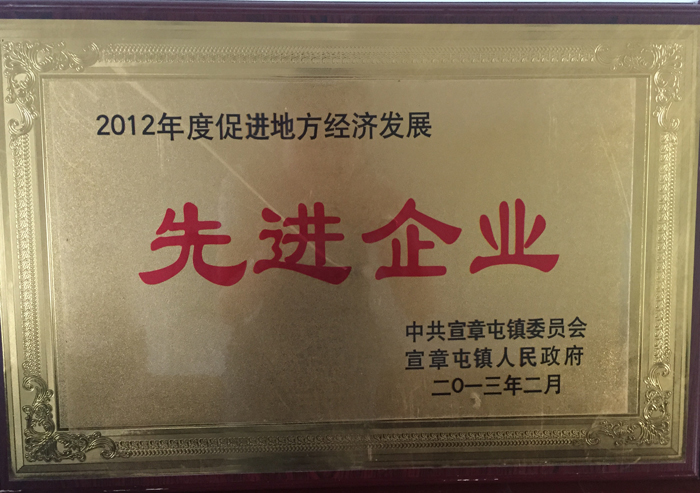 2012年度促进地方经济发展
先进企业
中共宣章屯镇委员会
宣章屯镇人民政府
二〇一三年二月